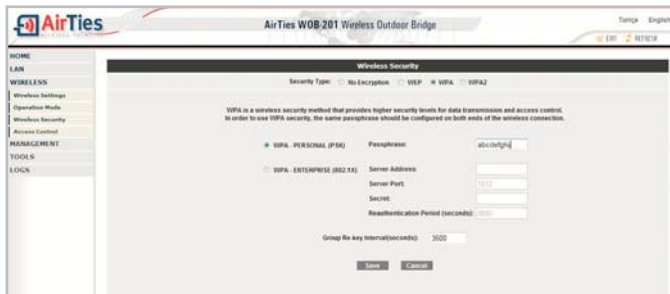 AirTies
AirTies WOB-201 Wireless Outdoor Bridge
Türkçe English
EXIT REFRESH
HOME
LAN
WIRELESS
Wireless Settings
Operation Mode
Wireless Security
Access Control
MANAGEMENT
TOOLS
LOGS
Wireless Security
Security Type: No Encryption WEP WPA WPA2
WPA is a wireless security method that provides higher security levels for data transmission and access control.
In order to use WPA security, the same passphrase should be configured on both ends of the wireless connection.
WPA - PERSONAL (PSK) Passphrase:
WPA - ENTERPRISE (802.1X) Server Address:
Server Port: 1812
Secret:
Reauthentication Period (seconds): 3600
Group Re-key Interval(seconds): 3600
Save Cancel